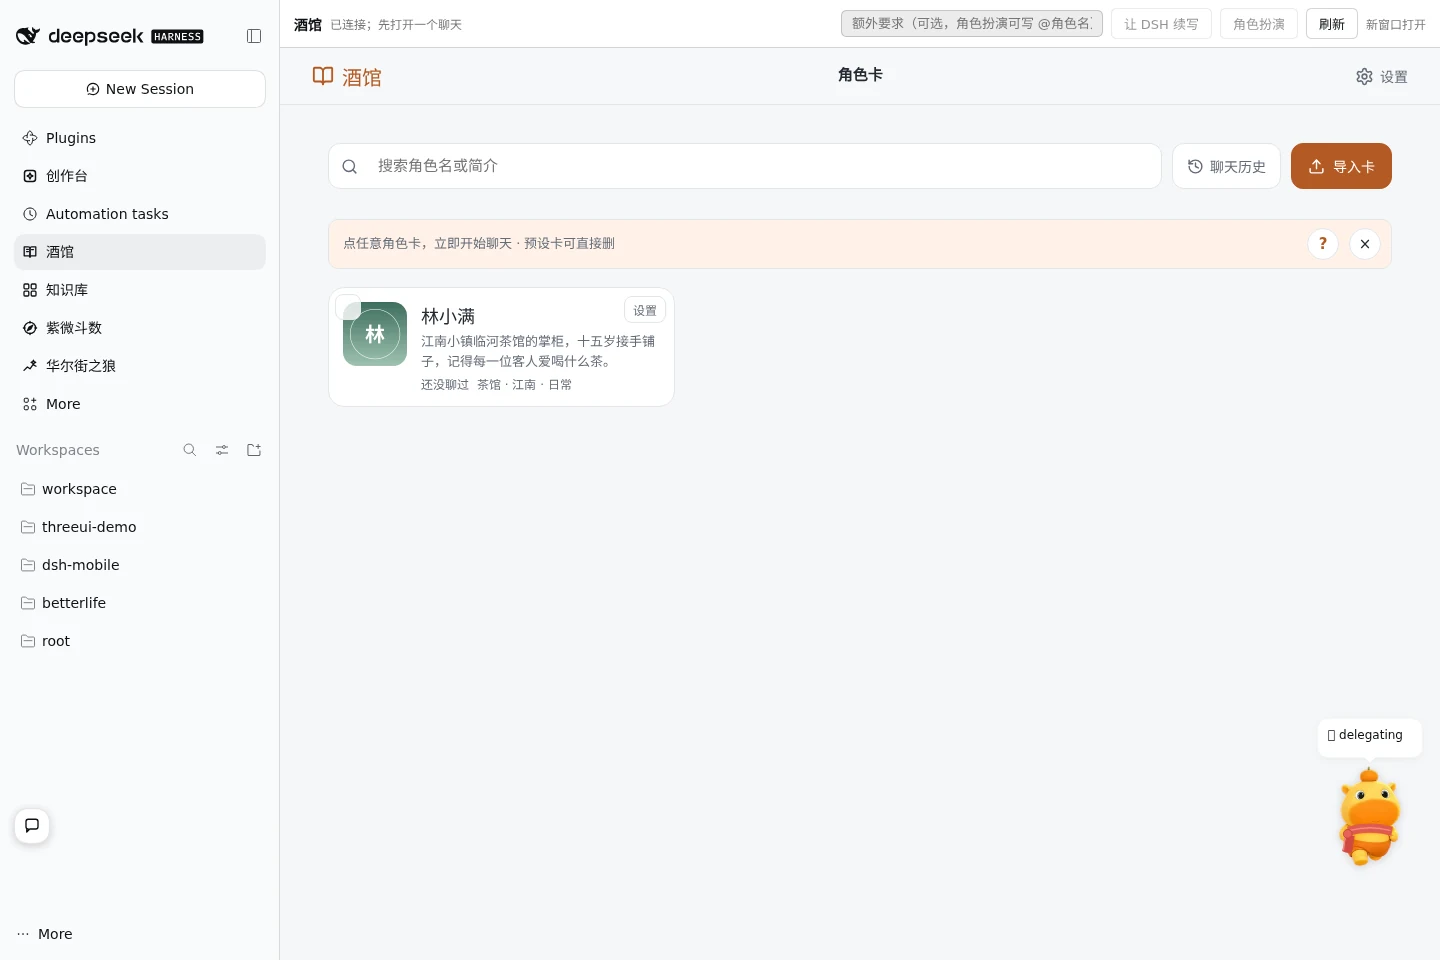 deepseek HARNESS
New Session
Plugins
创作台
Automation tasks
酒馆
知识库
紫微斗数
华尔街之狼
More
Workspaces
workspace
threeui-demo
dsh-mobile
betterlife
root
More
酒馆 已连接；先打开一个聊天
额外要求（可选，角色扮演可写 @角色名
让 DSH 续写
角色扮演
刷新
新窗口打开
酒馆
角色卡
设置
搜索角色名或简介
聊天历史
导入卡
点任意角色卡，立即开始聊天 · 预设卡可直接删
?
林
林小满
设置
江南小镇临河茶馆的掌柜，十五岁接手铺
子，记得每一位客人爱喝什么茶。
还没聊过 茶馆 · 江南 · 日常
delegating